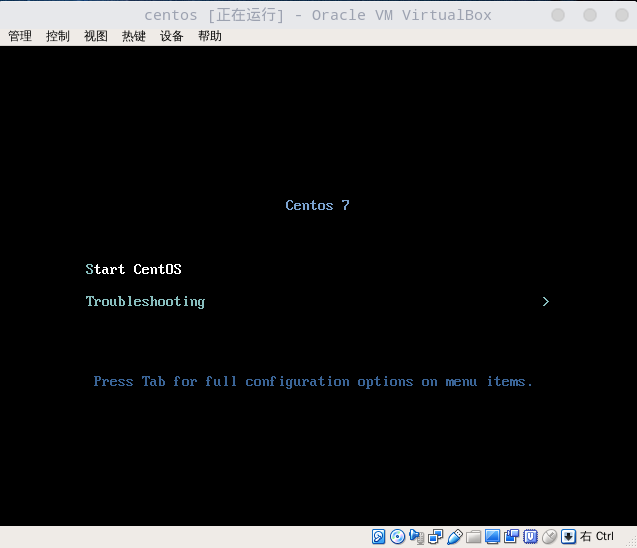 centos [正在运行] - Oracle VM VirtualBox
管理 控制 视图 热键 设备 帮助
Centos 7
Start CentOS
Troubleshooting >
Press Tab for full configuration options on menu items.
右 Ctrl